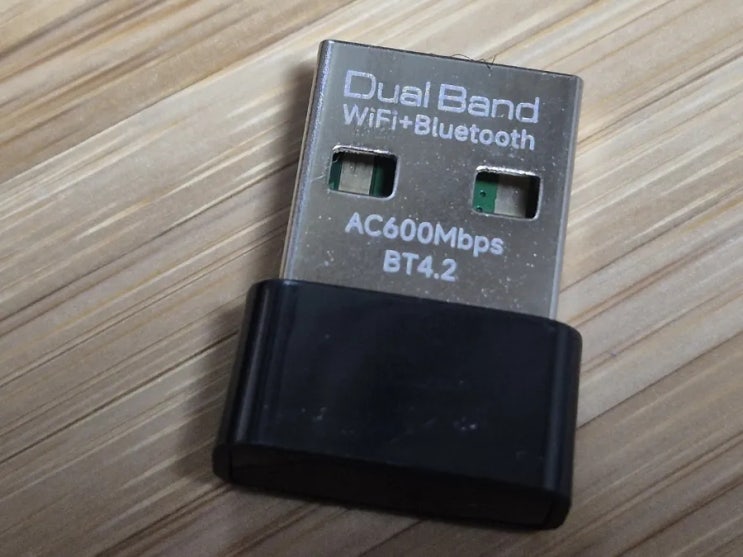 Dual Band
WiFi+Bluetooth
AC600Mbps
BT4.2